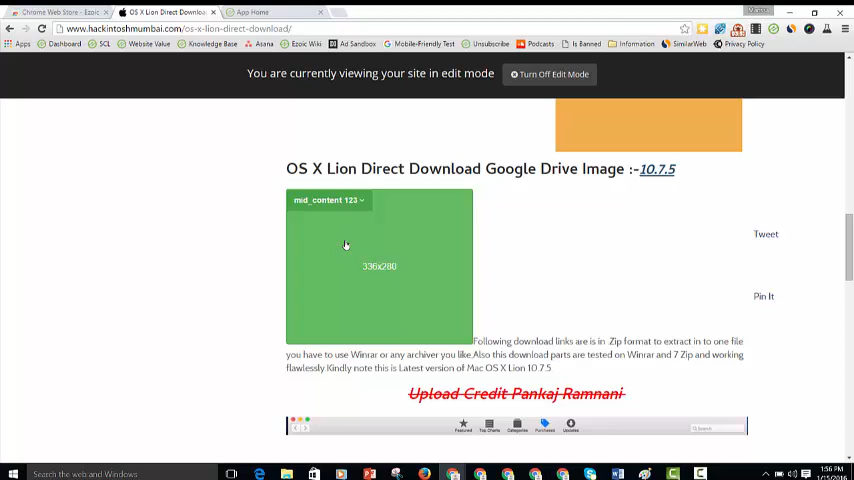 Marcio
Chrome Web Store - Ezoic
OS X Lion Direct Downloa
App Home
www.hackintoshmumbai.com/os-x-lion-direct-download/
Apps Dashboard SCL Website Value Knowledge Base Asana Ezoic Wiki Ad Sandbox Mobile-Friendly Test Unsubscribe Podcasts Is Banned Information SimilarWeb Privacy Policy
You are currently viewing your site in edit mode Turn Off Edit Mode
OS X Lion Direct Download Google Drive Image :-10.7.5
mid_content 123
336x280
Tweet
Pin It
Following download links are is in .Zip format to extract in to one file
you have to use Winrar or any archiver you like.Also this download parts are tested on Winrar and 7 Zip and working
flawlessly Kindly note this is Latest version of Mac OS X Lion 10.7.5
Upload Credit Pankaj Ramnani
Featured Top Charts Categories Purchases Updates Search
Search the web and Windows
1:56 PM
1/15/2016